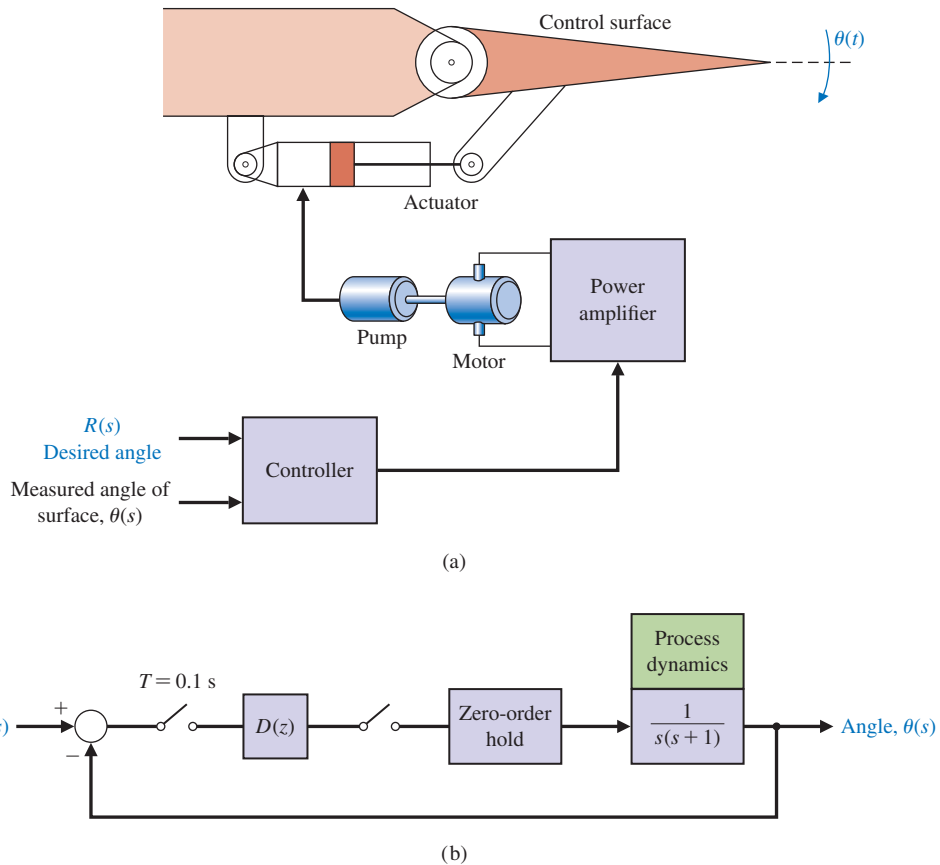 Control surface
θ(t)
Actuator
Power
amplifier
Pump
Motor
R(s)
Desired angle
Controller
Measured angle of
surface, θ(s)
(a)
Process
dynamics
T = 0.1 s
+
D(z)
Zero-order
hold
1
s(s + 1)
Angle, θ(s)
−
(b)